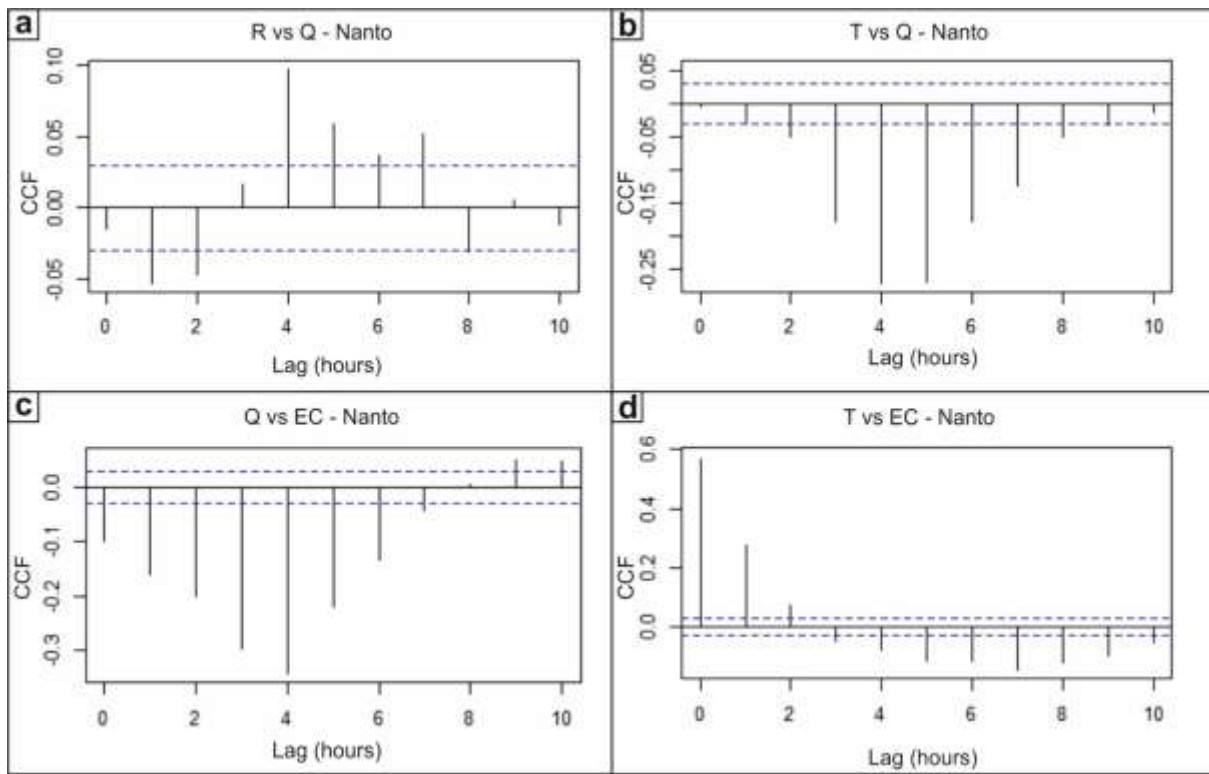 a
R vs Q - Nanto
CCF
0.10
0.05
0.00
-0.05
0 2 4 6 8 10
Lag (hours)
b
T vs Q - Nanto
CCF
0.05
-0.05
-0.15
-0.25
0 2 4 6 8 10
Lag (hours)
c
Q vs EC - Nanto
CCF
0.0
-0.1
-0.2
-0.3
0 2 4 6 8 10
Lag (hours)
d
T vs EC - Nanto
CCF
0.6
0.4
0.2
0.0
0 2 4 6 8 10
Lag (hours)